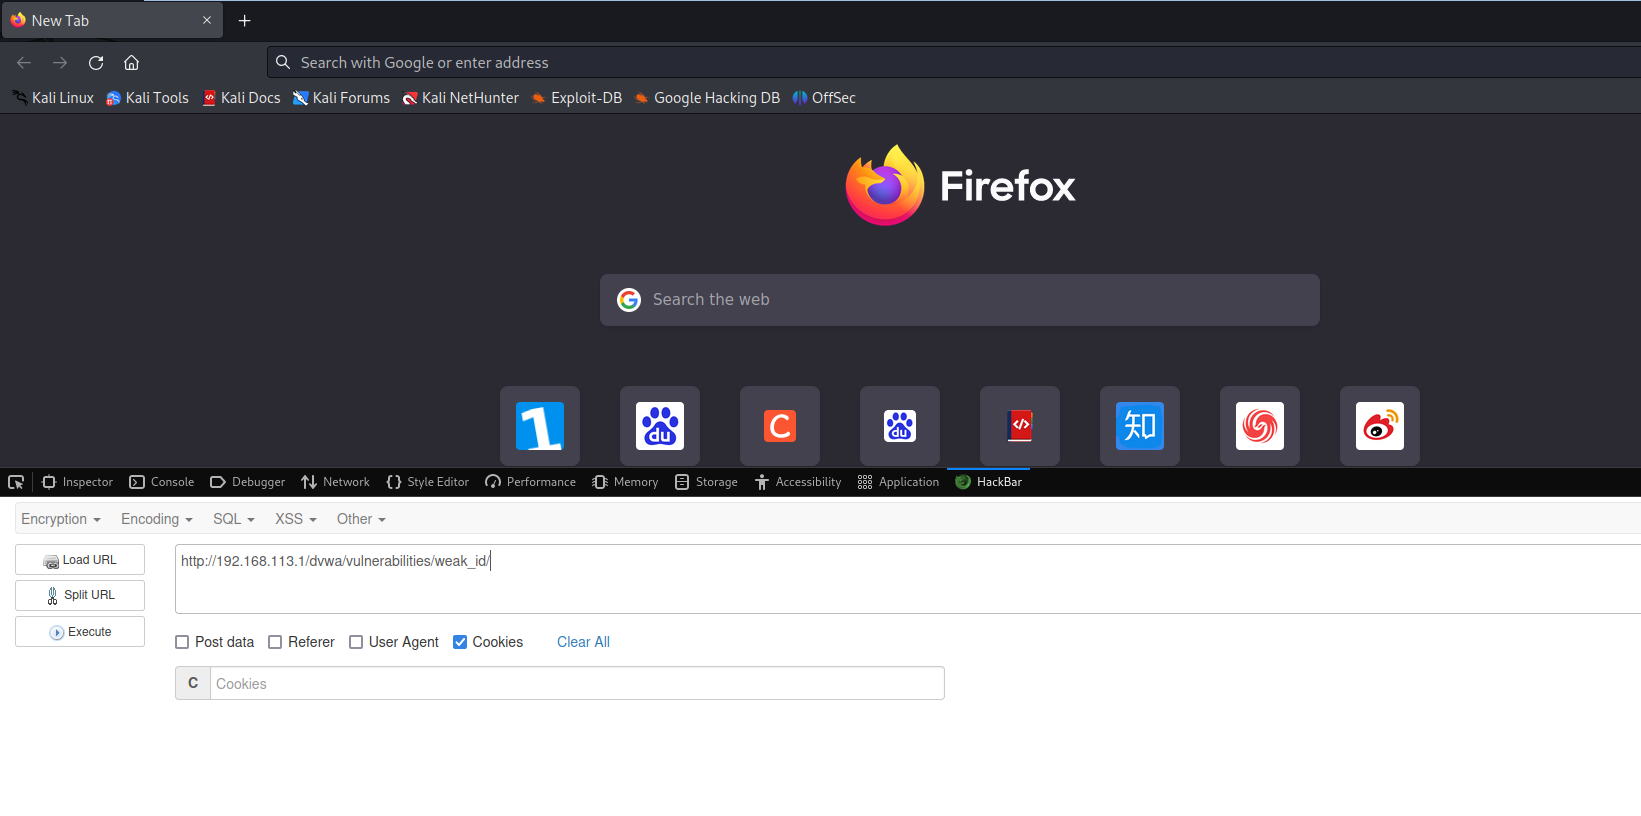 New Tab
Search with Google or enter address
Kali Linux Kali Tools Kali Docs Kali Forums Kali NetHunter Exploit-DB Google Hacking DB OffSec
Firefox
Search the web
1 du C du </> 知
Inspector Console Debugger Network Style Editor Performance Memory Storage Accessibility Application HackBar
Encryption Encoding SQL XSS Other
Load URL http://192.168.113.1/dvwa/vulnerabilities/weak_id/
Split URL
Execute
Post data Referer User Agent Cookies Clear All
C Cookies